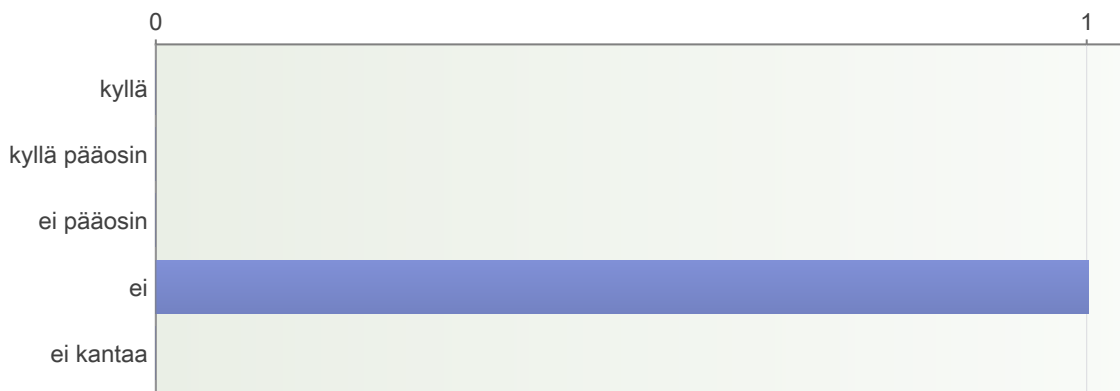 0 1
kyllä
kyllä pääosin
ei pääosin
ei
ei kantaa